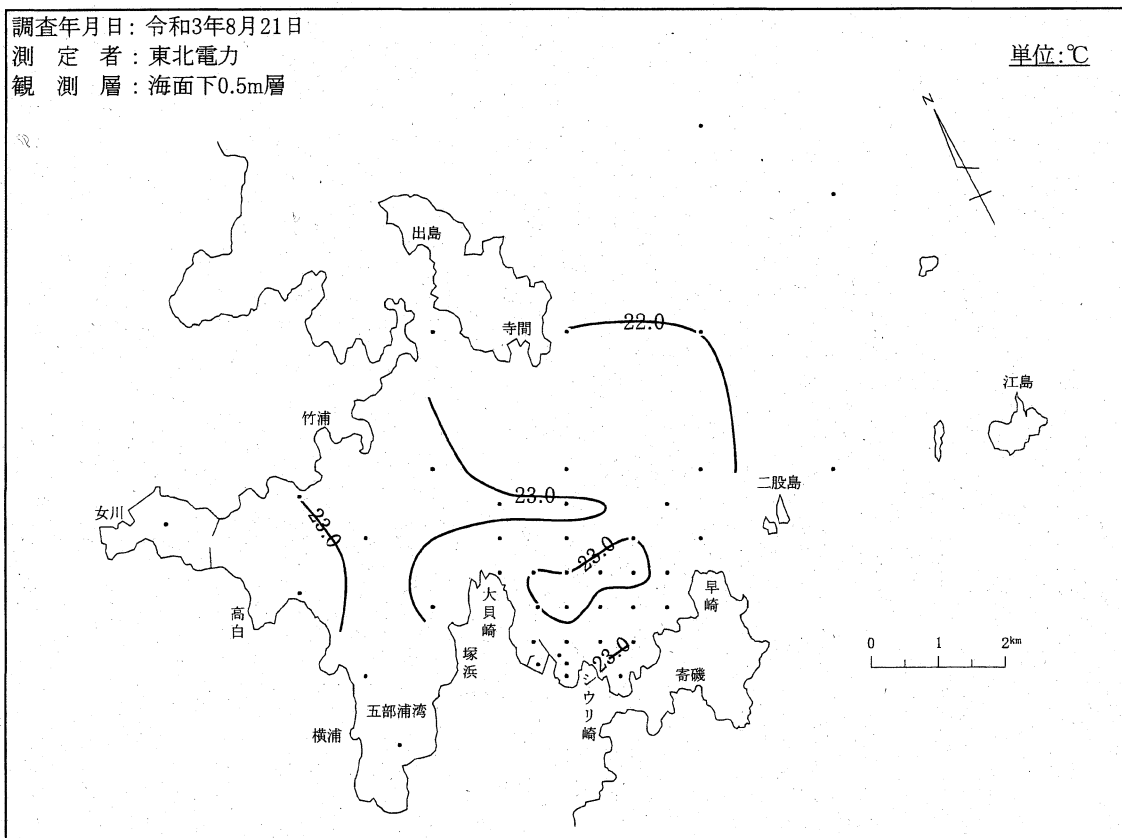 調査年月日：令和3年8月21日
測　定　者：東北電力
観　測　層：海面下0.5m層
単位:℃
N
出島
寺間
22.0
江島
竹浦
二股島
女川
23.0
23.0
23.0
高白
大貝崎
早崎
塚浜
23.0
シウリ崎
寄磯
五部浦湾
横浦
0 1 2km